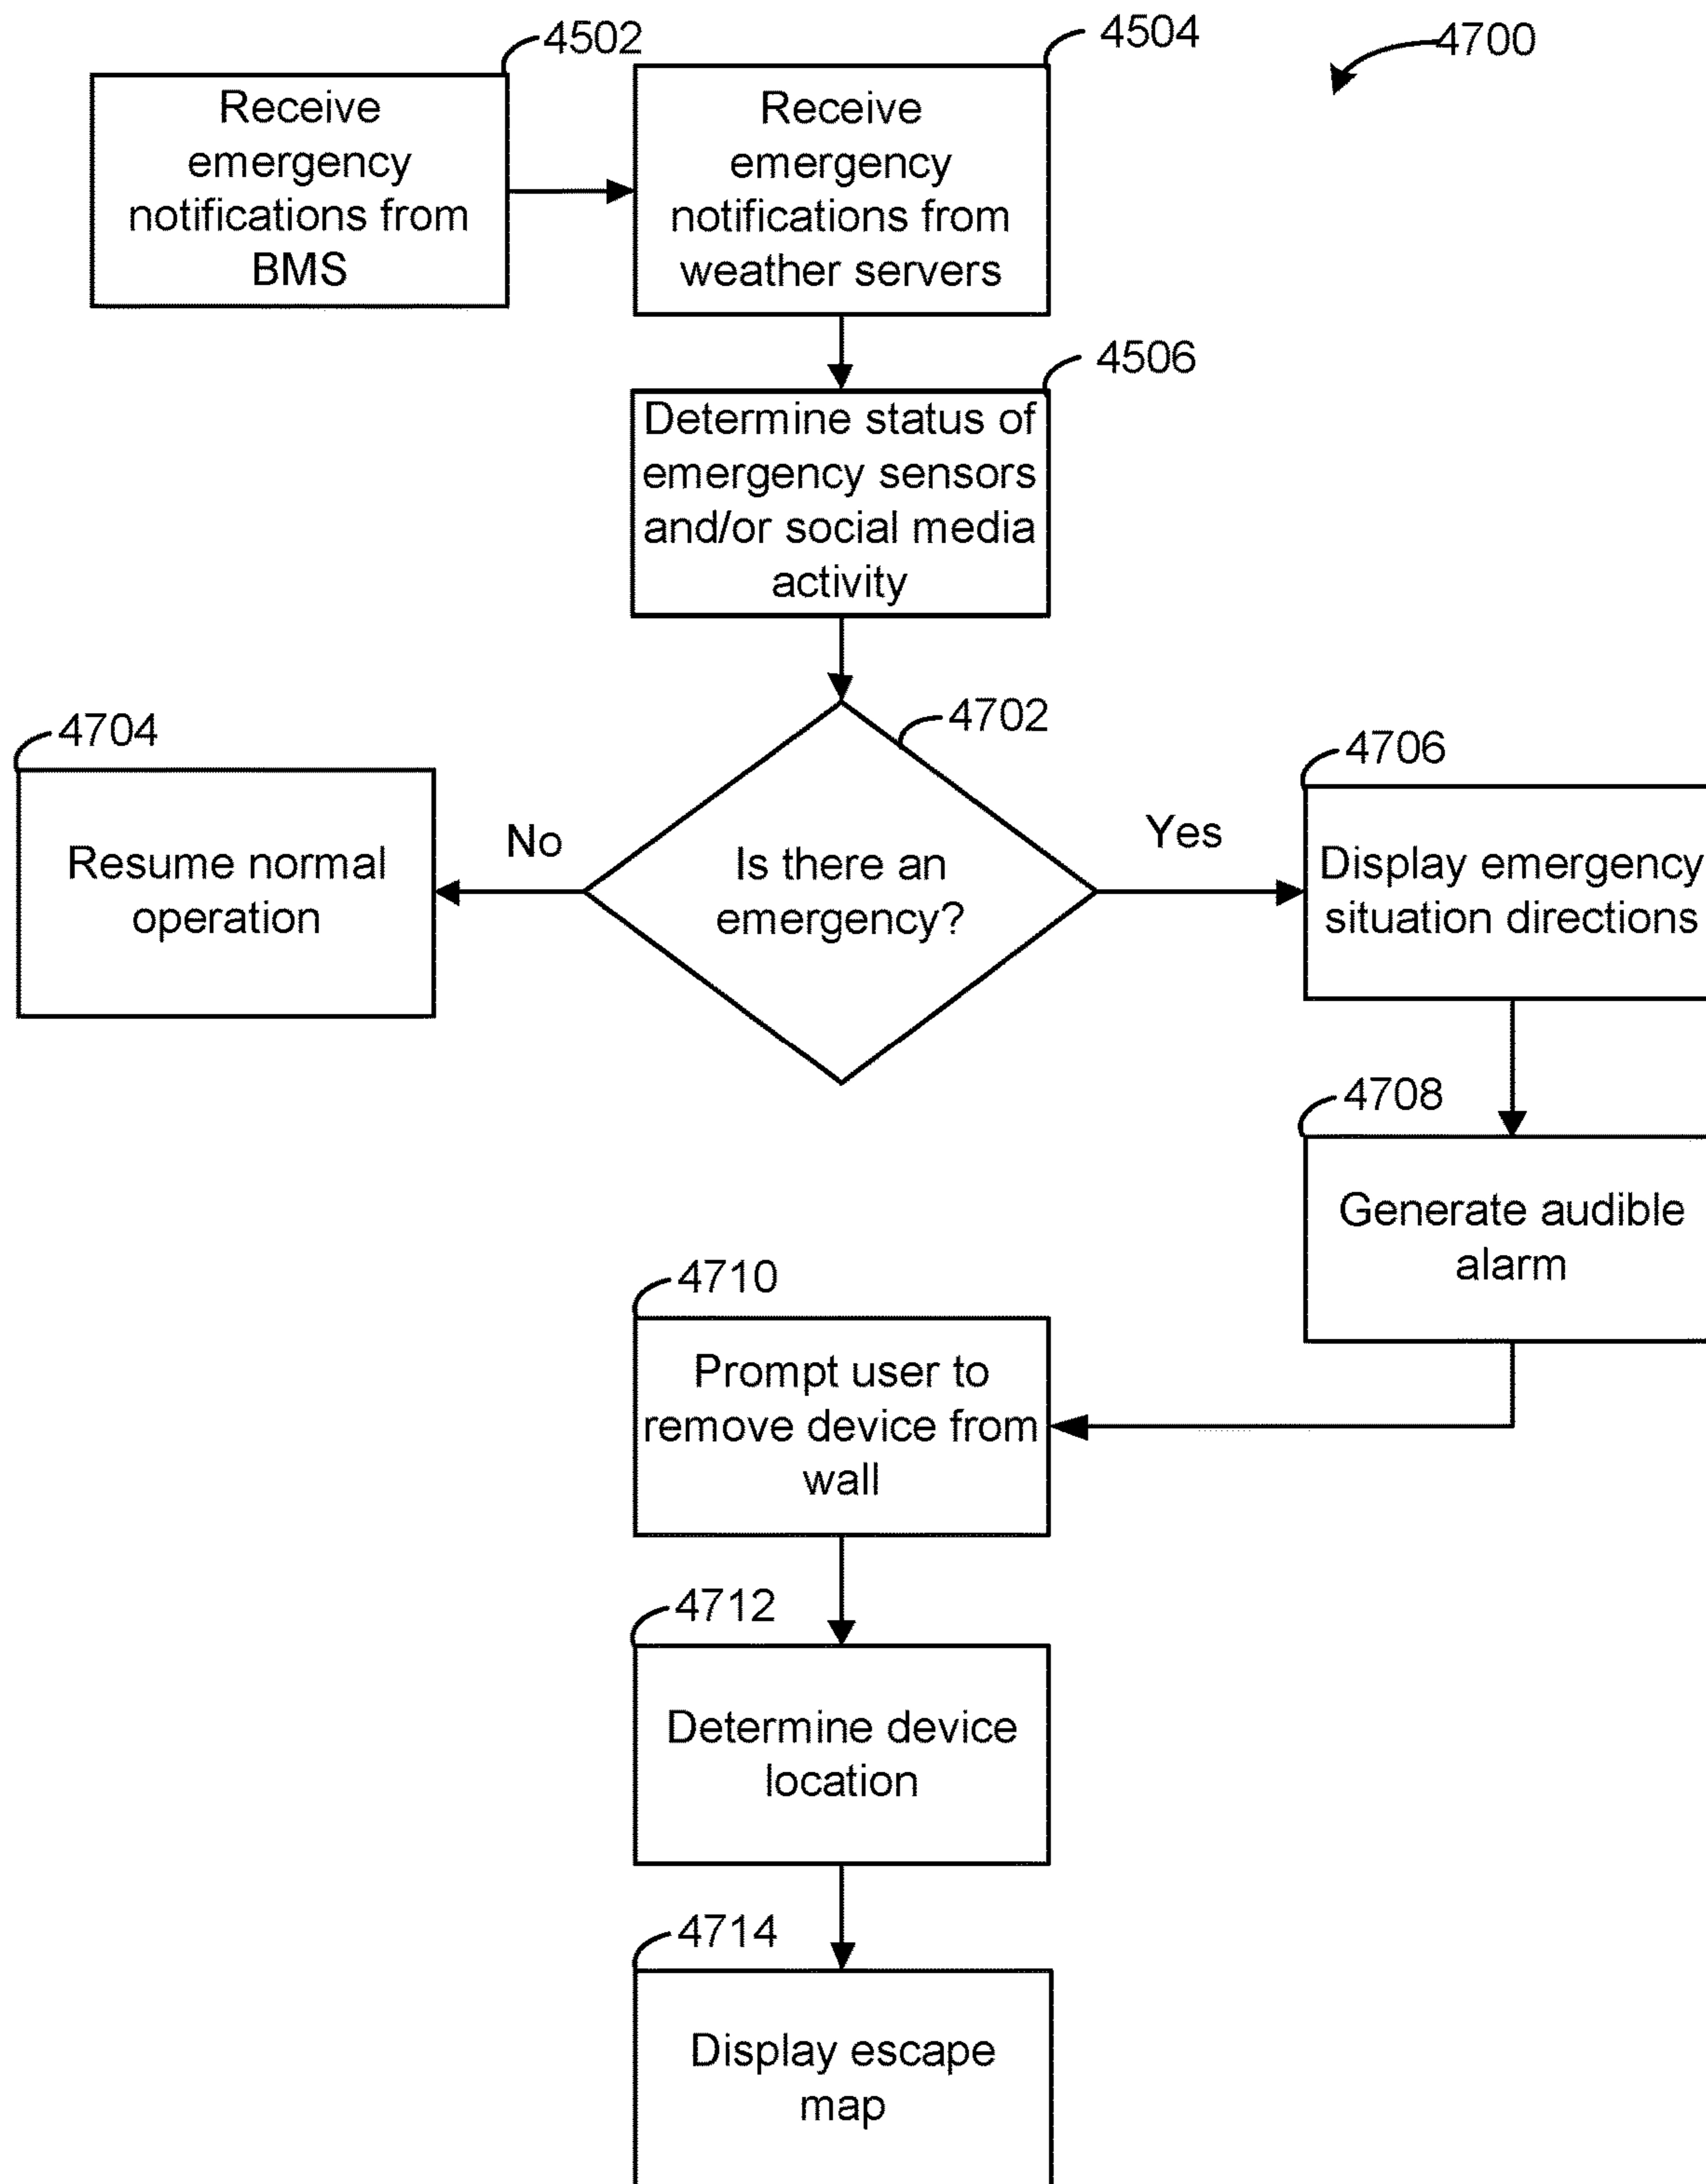 4502
Receive
emergency
notifications from
BMS
4504
Receive
emergency
notifications from
weather servers
4700
4506
Determine status of
emergency sensors
and/or social media
activity
4702
Is there an
emergency?
No
4704
Resume normal
operation
Yes
4706
Display emergency
situation directions
4708
Generate audible
alarm
4710
Prompt user to
remove device from
wall
4712
Determine device
location
4714
Display escape
map